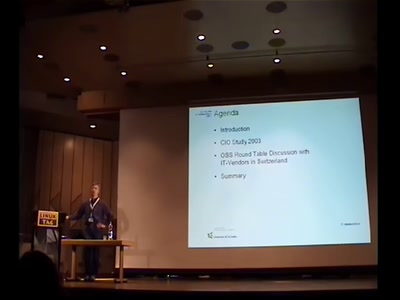 Agenda
• Introduction
• CIO Study 2003
• OSS Round Table Discussion with
IT-Vendors in Switzerland
• Summary
LINUX
TAG